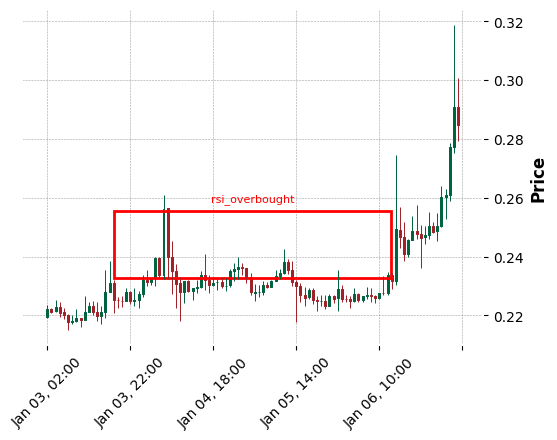 0.32
0.30
0.28
0.26
0.24
0.22
Price
rsi_overbought
Jan 03, 02:00
Jan 03, 22:00
Jan 04, 18:00
Jan 05, 14:00
Jan 06, 10:00